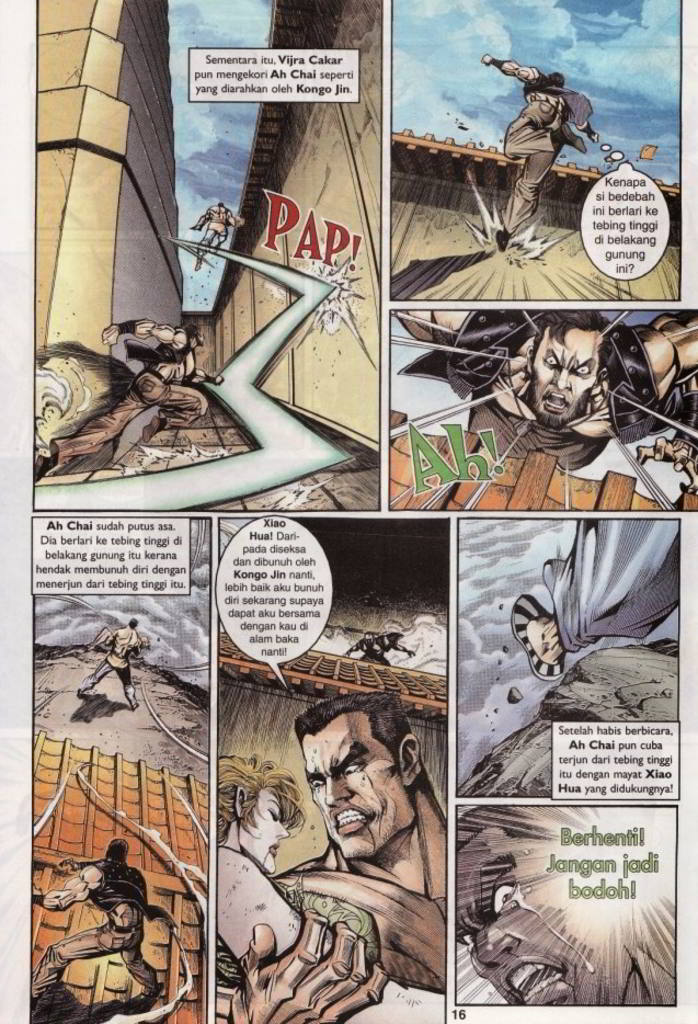 Sementara itu, Vijra Cakar
pun mengekori Ah Chai seperti
yang diarahkan oleh Kongo Jin.
PAP!
Kenapa
si bedebah
ini berlari ke
tebing tinggi
di belakang
gunung
ini?
Ah!
Ah Chai sudah putus asa.
Dia berlari ke tebing tinggi di
belakang gunung itu kerana
hendak membunuh diri dengan
menerjun dari tebing tinggi itu.
Xiao
Hua! Dari-
pada diseksa
dan dibunuh oleh
Kongo Jin nanti,
lebih baik aku bunuh
diri sekarang supaya
dapat aku bersama
dengan kau di
alam baka
nanti!
Setelah habis berbicara,
Ah Chai pun cuba
terjun dari tebing tinggi
itu dengan mayat Xiao
Hua yang didukungnya!
Berhenti!
Jangan jadi
bodoh!
16